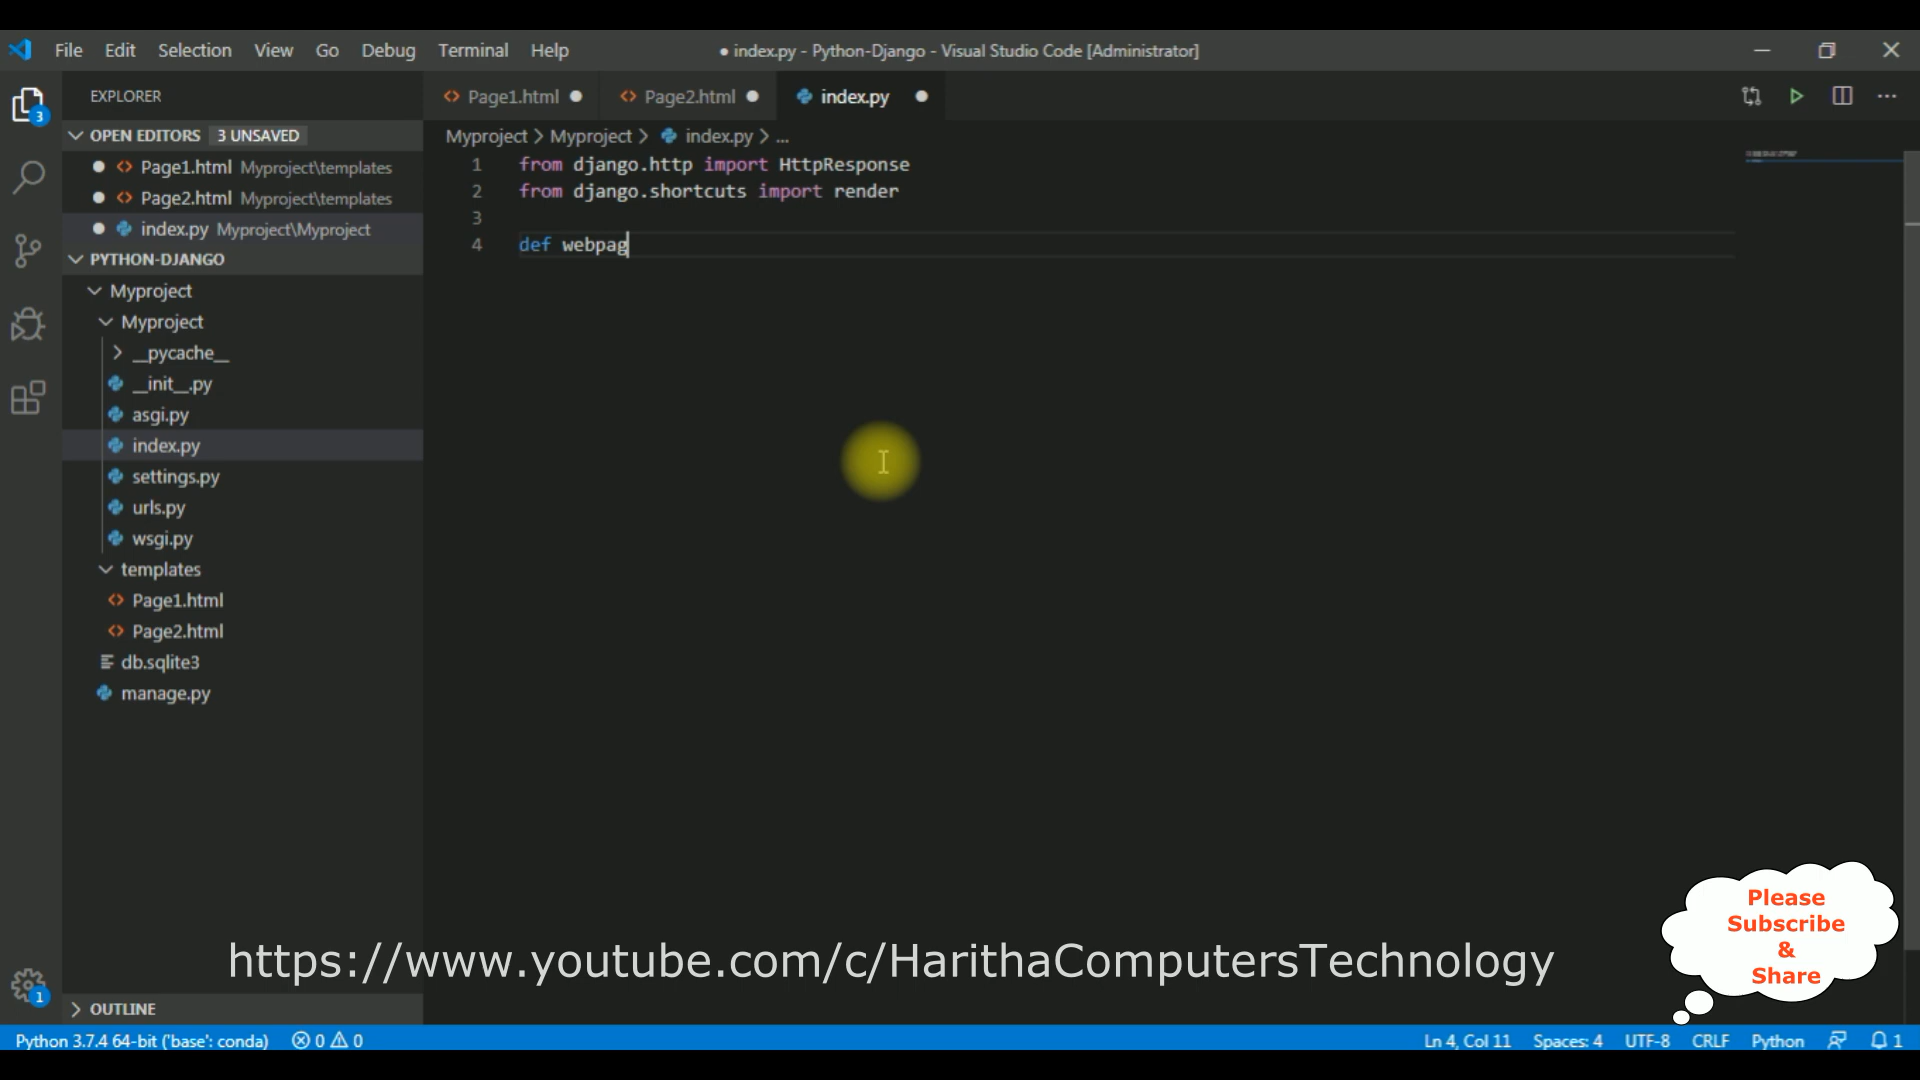 File Edit Selection View Go Debug Terminal Help
● index.py - Python-Django - Visual Studio Code [Administrator]
EXPLORER
Page1.html
Page2.html
index.py
3
OPEN EDITORS 3 UNSAVED
Myproject > Myproject > index.py > ...
Page1.html Myproject\templates
Page2.html Myproject\templates
index.py Myproject\Myproject
1 from django.http import HttpResponse
2 from django.shortcuts import render
3
4 def webpag
PYTHON-DJANGO
Myproject
Myproject
__pycache__
__init__.py
asgi.py
index.py
settings.py
urls.py
wsgi.py
templates
Page1.html
Page2.html
db.sqlite3
manage.py
Please
Subscribe
&
Share
https://www.youtube.com/c/HarithaComputersTechnology
1
OUTLINE
Python 3.7.4 64-bit ('base': conda) 0 0 Ln 4, Col 11 Spaces: 4 UTF-8 CRLF Python 1